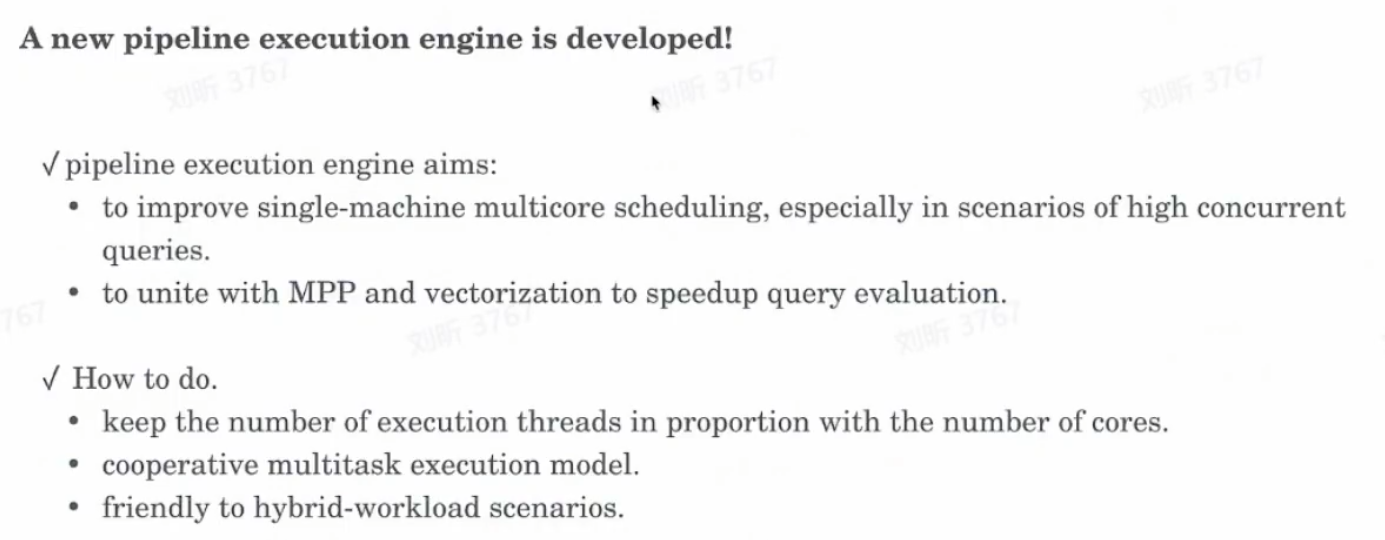 A new pipeline execution engine is developed!
刘昕 3767
刘昕 3767
刘昕 3767
√ pipeline execution engine aims:
• to improve single-machine multicore scheduling, especially in scenarios of high concurrent
queries.
• to unite with MPP and vectorization to speedup query evaluation.
767
刘昕 3767
刘昕 3767
√ How to do.
• keep the number of execution threads in proportion with the number of cores.
• cooperative multitask execution model.
• friendly to hybrid-workload scenarios.